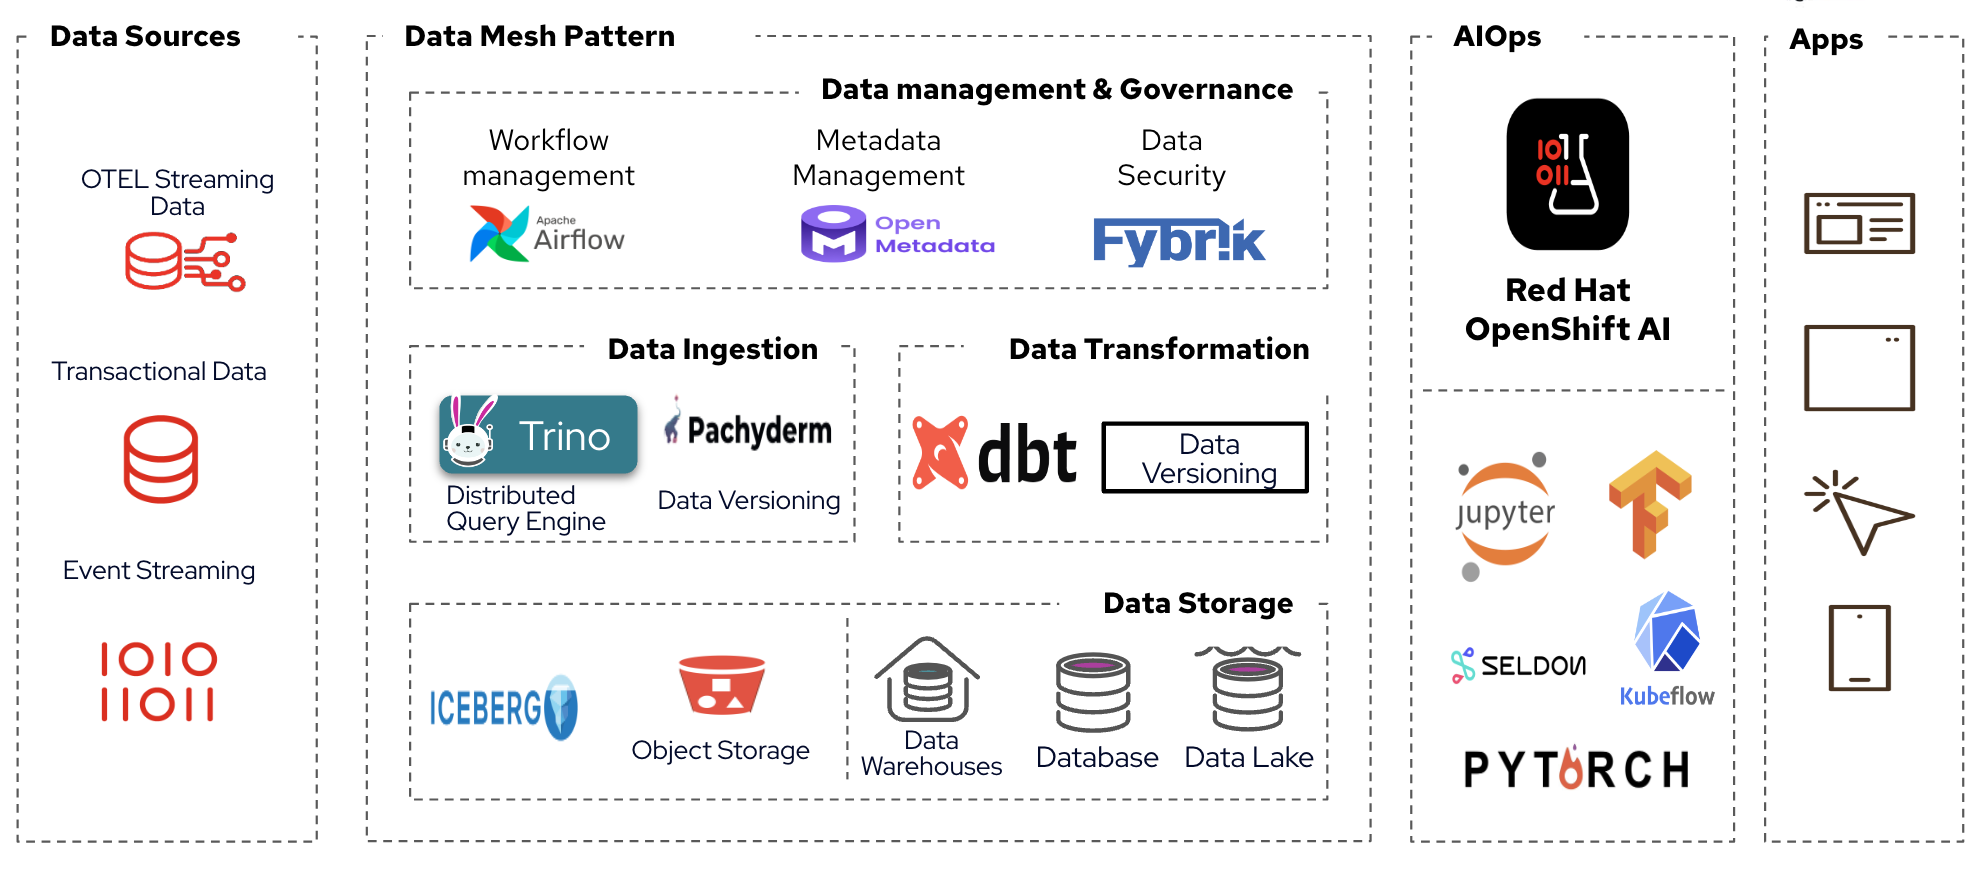 Data Sources
OTEL Streaming
Data
Transactional Data
Event Streaming
1010
11011
Data Mesh Pattern
Data management & Governance
Workflow
management
Apache
Airflow
Metadata
Management
Open
Metadata
Data
Security
Fybrik
Data Ingestion
Trino
Distributed
Query Engine
Pachyderm
Data Versioning
Data Transformation
dbt
Data
Versioning
Data Storage
ICEBERG
Object Storage
Data
Warehouses
Database
Data Lake
AIOps
101
011
Red Hat
OpenShift AI
jupyter
SELDON
Kubeflow
PYTORCH
Apps